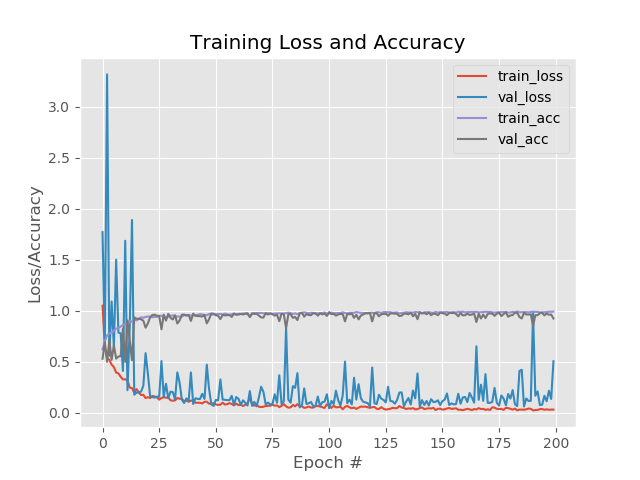 Training Loss and Accuracy
train_loss
val_loss
train_acc
val_acc
3.0
2.5
2.0
1.5
1.0
0.5
0.0
Loss/Accuracy
0 25 50 75 100 125 150 175 200
Epoch #